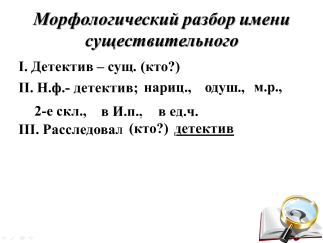 Морфологический разбор имени
существительного
I. Детектив – сущ. (кто?)
II. Н.ф.- детектив; нариц., одуш., м.р.,
2-е скл., в И.п., в ед.ч.
III. Расследовал (кто?) детектив